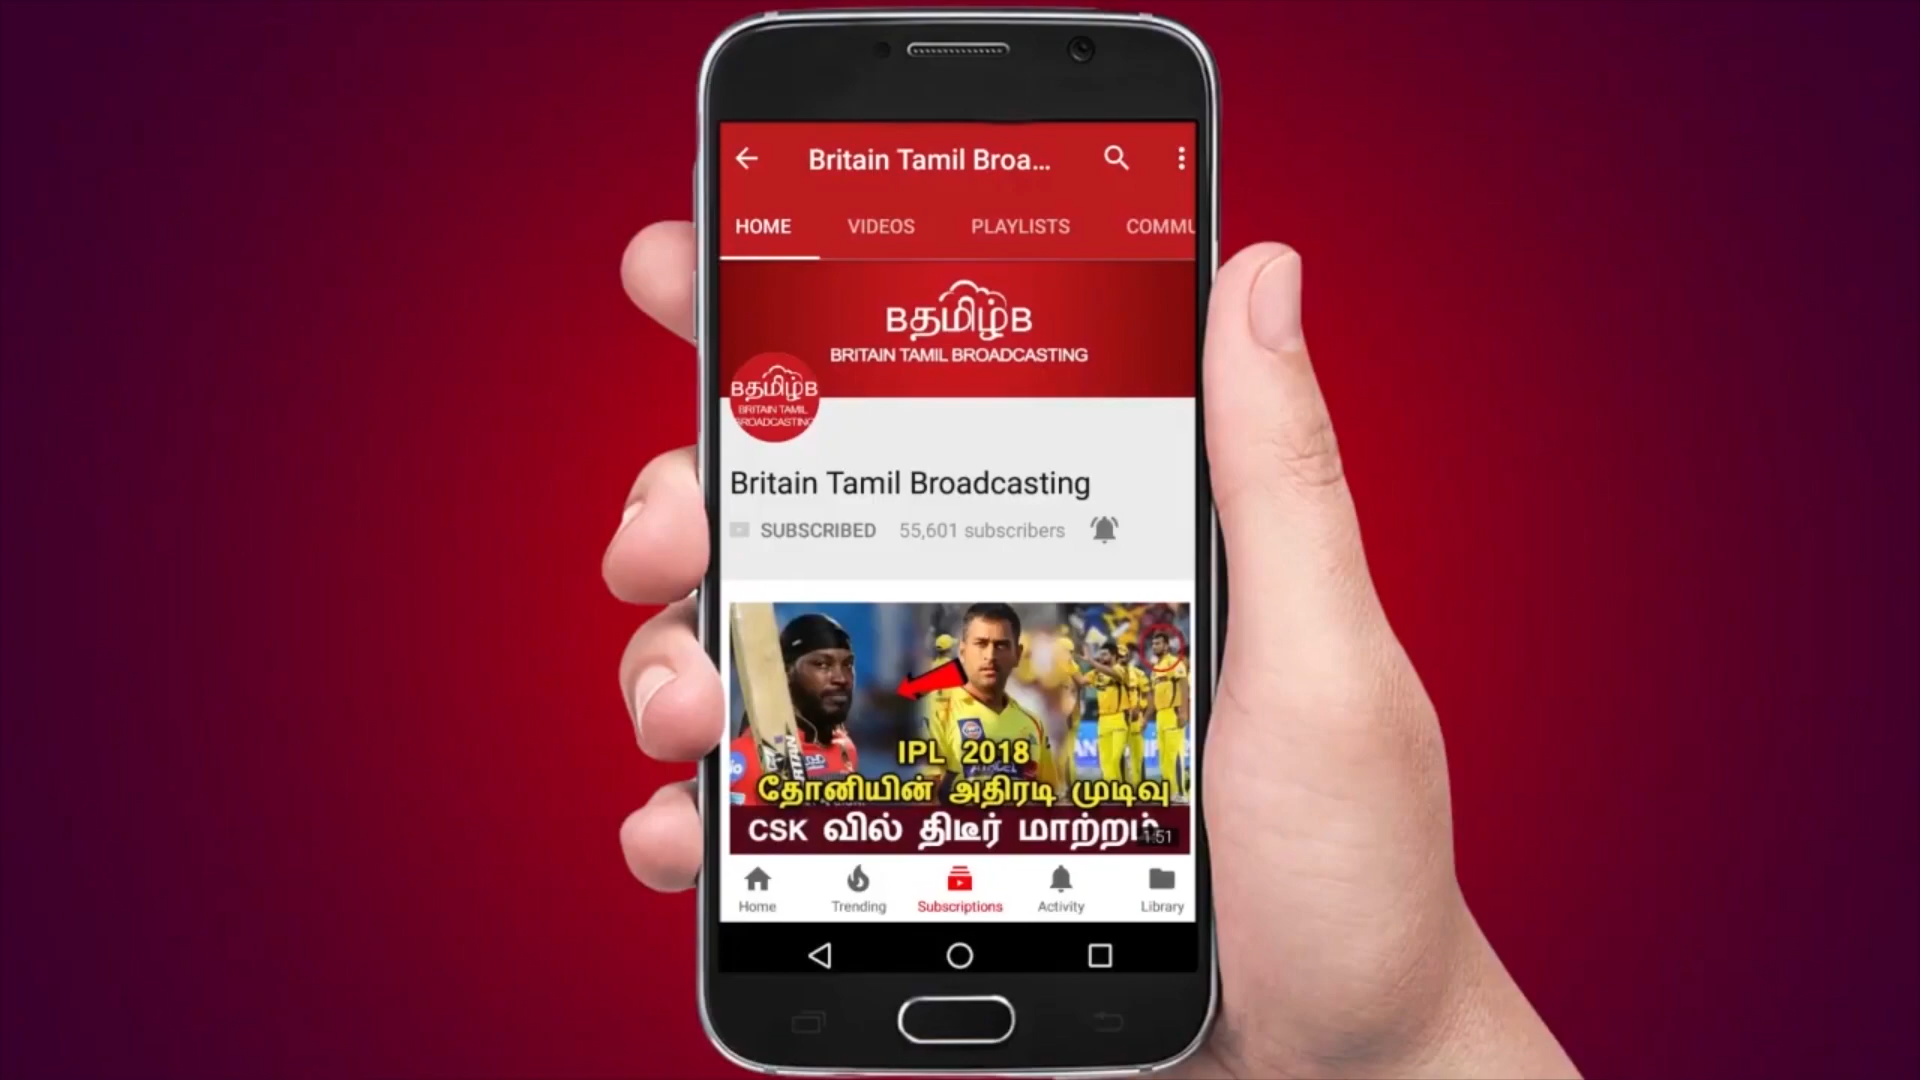 Britain Tamil Broa...
HOME VIDEOS PLAYLISTS COMMU
Bதமிழ்B
BRITAIN TAMIL BROADCASTING
Bதமிழ்B
BRITAIN TAMIL
BROADCASTING
Britain Tamil Broadcasting
SUBSCRIBED 55,601 subscribers
IPL 2018
தோனியின் அதிரடி முடிவு
CSK வில் திடீர் மாற்றம்
1:51
Home Trending Subscriptions Activity Library